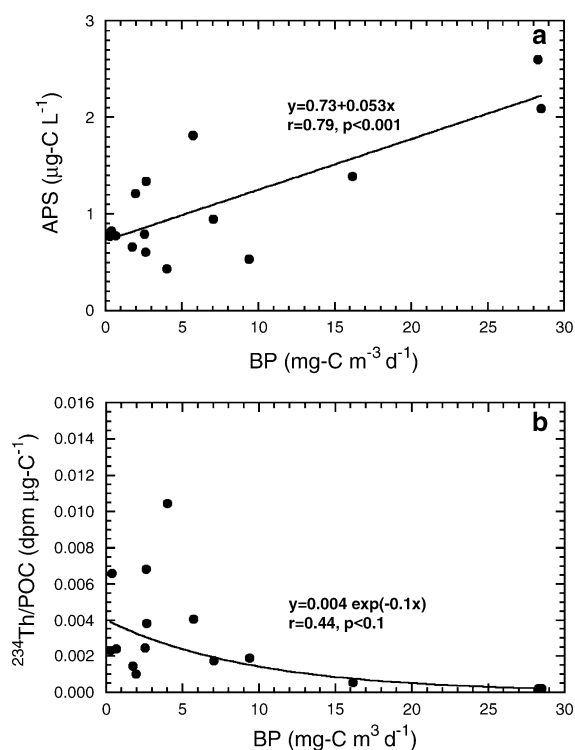 a
3
2
1
0
APS (μg-C L⁻¹)
y=0.73+0.053x
r=0.79, p<0.001
0 5 10 15 20 25 30
BP (mg-C m⁻³ d⁻¹)
b
0.016
0.014
0.012
0.010
0.008
0.006
0.004
0.002
0.000
²³⁴Th/POC (dpm μg-C⁻¹)
y=0.004 exp(-0.1x)
r=0.44, p<0.1
0 5 10 15 20 25 30
BP (mg-C m³ d⁻¹)